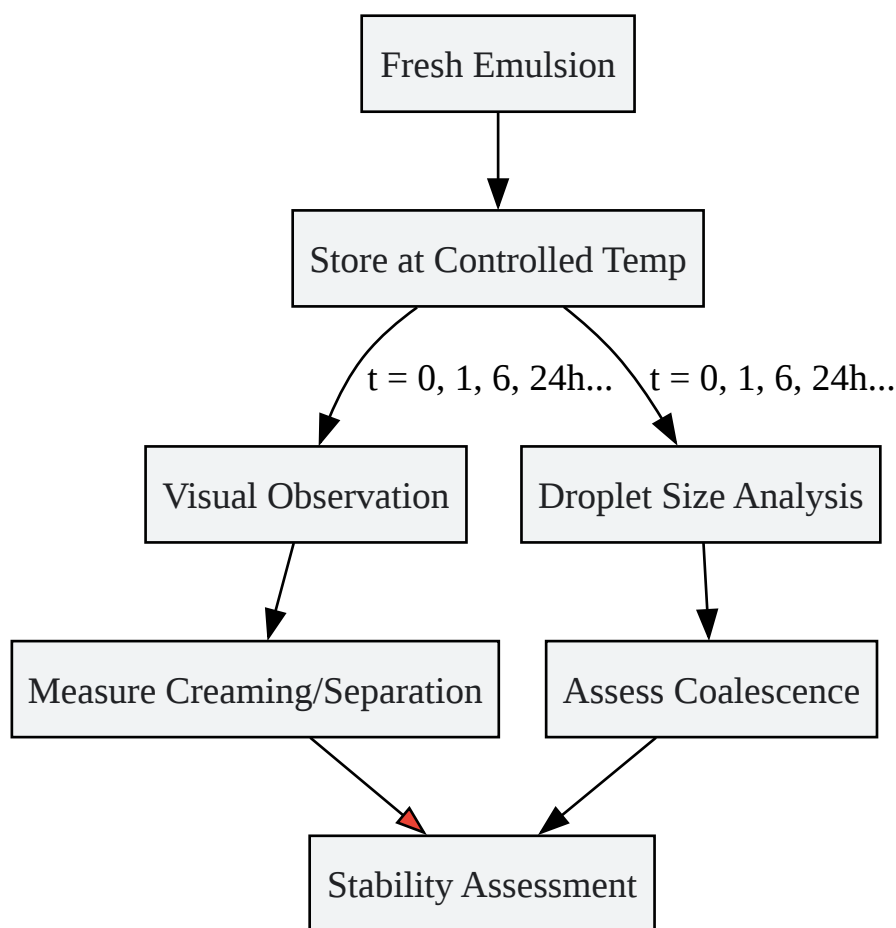 Fresh Emulsion
Store at Controlled Temp
t = 0, 1, 6, 24h...
t = 0, 1, 6, 24h...
Visual Observation
Droplet Size Analysis
Measure Creaming/Separation
Assess Coalescence
Stability Assessment